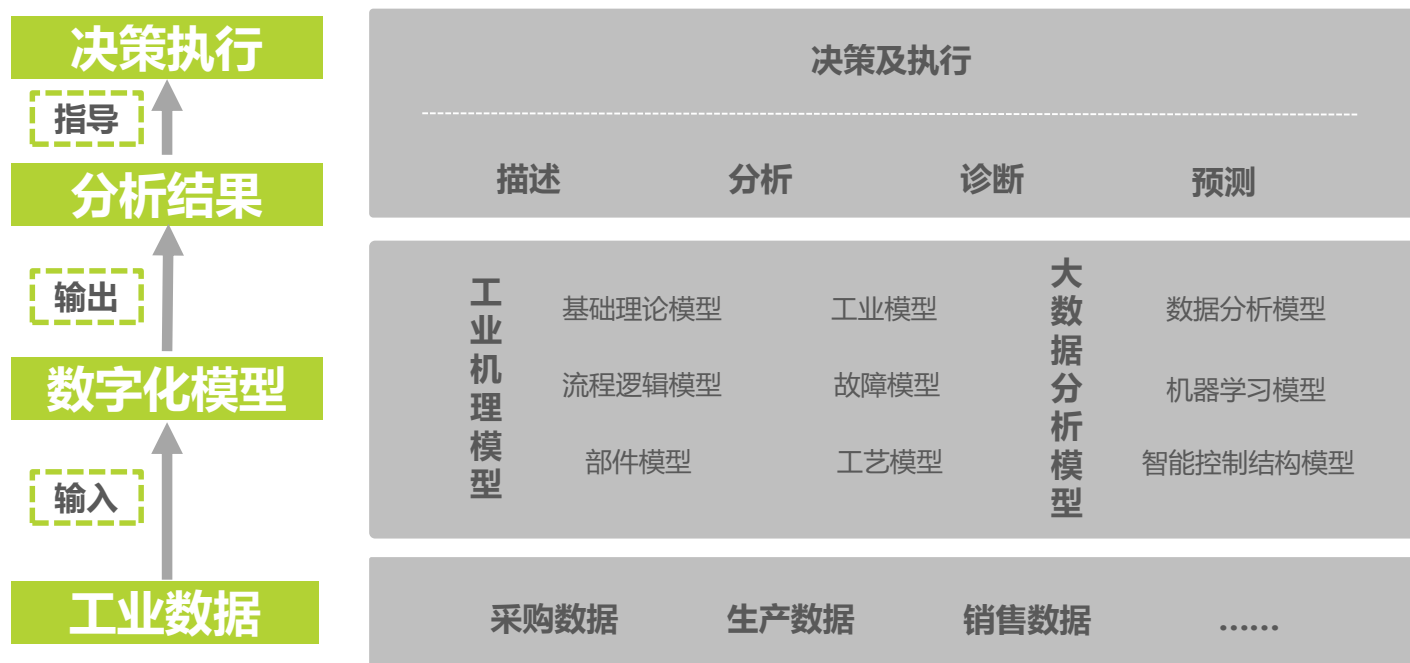 决策执行
指导
分析结果
输出
数字化模型
输入
工业数据
决策及执行
描述 分析 诊断 预测
工业机理模型
基础理论模型 工业模型
流程逻辑模型 故障模型
部件模型 工艺模型
大数据分析模型
数据分析模型
机器学习模型
智能控制结构模型
采购数据 生产数据 销售数据 ……